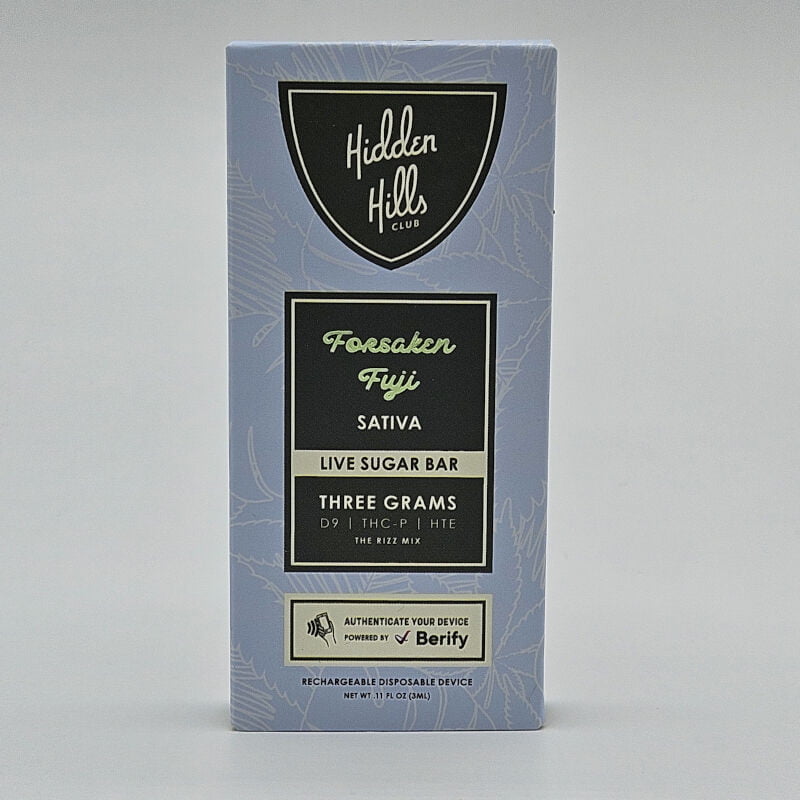 Hidden
Hills
CLUB
Forsaken
Fuji
SATIVA
LIVE SUGAR BAR
THREE GRAMS
D9 | THC-P | HTE
THE RIZZ MIX
AUTHENTICATE YOUR DEVICE
POWERED BY Berify
RECHARGEABLE DISPOSABLE DEVICE
NET WT .11 FL OZ (3ML)